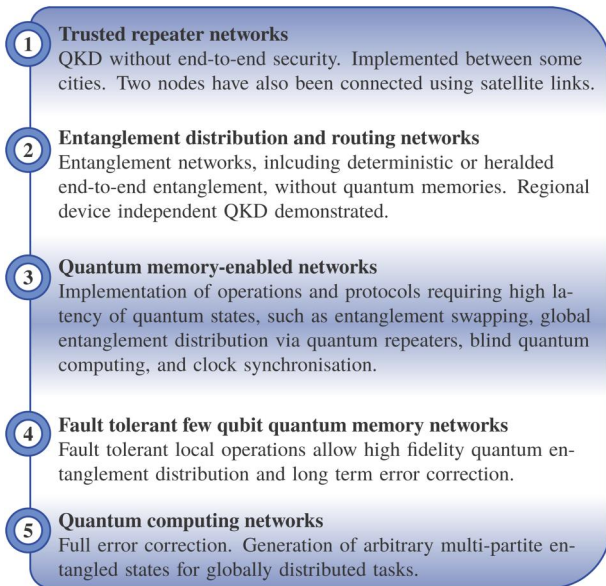 1
Trusted repeater networks
QKD without end-to-end security. Implemented between some
cities. Two nodes have also been connected using satellite links.
2
Entanglement distribution and routing networks
Entanglement networks, inlcuding deterministic or heralded
end-to-end entanglement, without quantum memories. Regional
device independent QKD demonstrated.
3
Quantum memory-enabled networks
Implementation of operations and protocols requiring high la-
tency of quantum states, such as entanglement swapping, global
entanglement distribution via quantum repeaters, blind quantum
computing, and clock synchronisation.
4
Fault tolerant few qubit quantum memory networks
Fault tolerant local operations allow high fidelity quantum en-
tanglement distribution and long term error correction.
5
Quantum computing networks
Full error correction. Generation of arbitrary multi-partite en-
tangled states for globally distributed tasks.